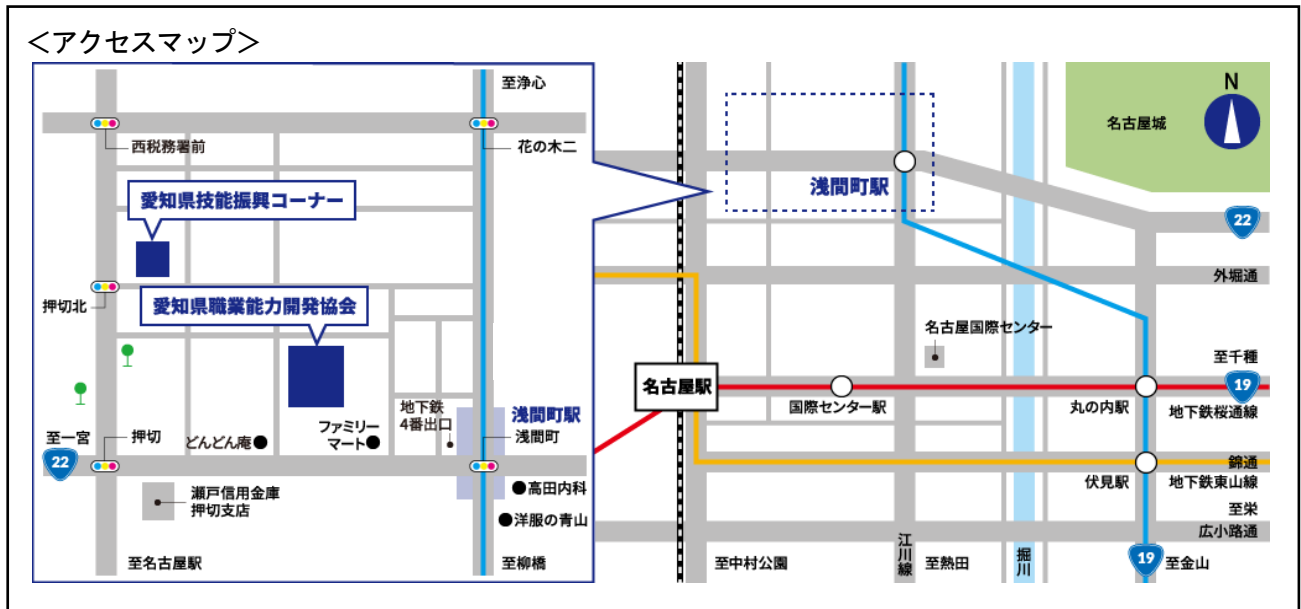 ＜アクセスマップ＞
至浄心
西税務署前
花の木二
愛知県技能振興コーナー
押切北
愛知県職業能力開発協会
地下鉄
4番出口
浅間町駅
浅間町
至一宮
22
押切
どんどん庵
ファミリー
マート
瀬戸信用金庫
押切支店
高田内科
洋服の青山
至名古屋駅
至柳橋
N
名古屋城
浅間町駅
22
外堀通
名古屋国際センター
至千種
名古屋駅
19
国際センター駅
丸の内駅
地下鉄桜通線
錦通
伏見駅
地下鉄東山線
至栄
広小路通
至中村公園
江川線
至熱田
堀川
19
至金山